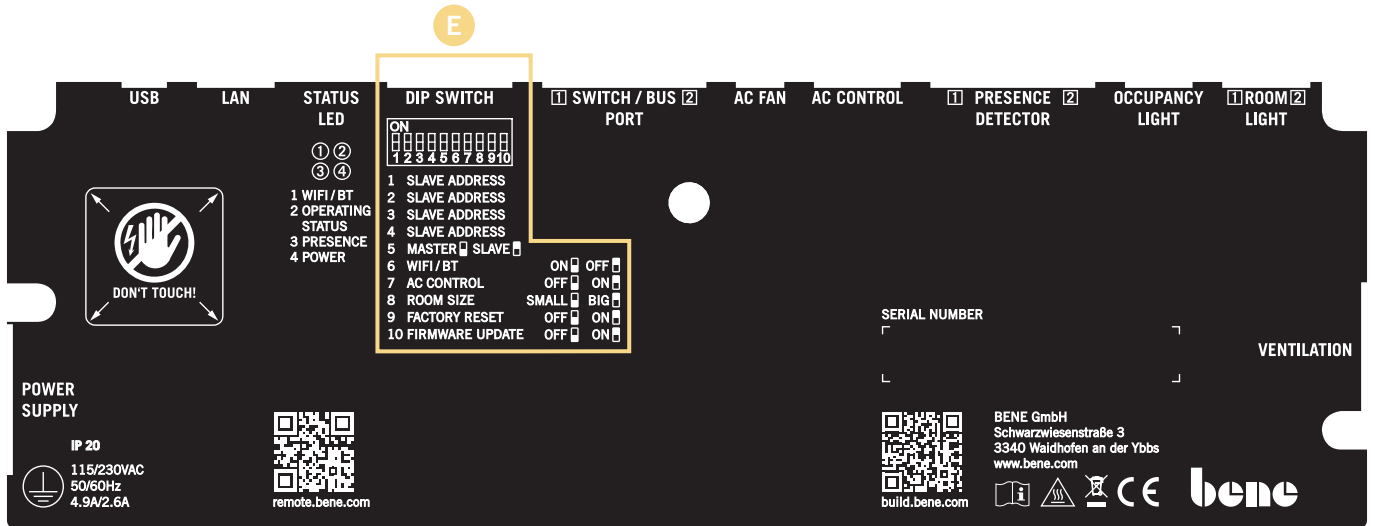 E
USB
LAN
STATUS
LED
① ②
③ ④
1 WIFI / BT
2 OPERATING
STATUS
3 PRESENCE
4 POWER
DIP SWITCH
ON
1 2 3 4 5 6 7 8 9 10
1 SLAVE ADDRESS
2 SLAVE ADDRESS
3 SLAVE ADDRESS
4 SLAVE ADDRESS
5 MASTER SLAVE
6 WIFI / BT ON OFF
7 AC CONTROL OFF ON
8 ROOM SIZE SMALL BIG
9 FACTORY RESET OFF ON
10 FIRMWARE UPDATE OFF ON
1 SWITCH / BUS 2
PORT
AC FAN
AC CONTROL
1 PRESENCE 2
DETECTOR
OCCUPANCY
LIGHT
1 ROOM 2
LIGHT
DON'T TOUCH!
SERIAL NUMBER
VENTILATION
POWER
SUPPLY
IP 20
115/230VAC
50/60Hz
4.9A/2.6A
remote.bene.com
build.bene.com
BENE GmbH
Schwarzwiesenstraße 3
3340 Waidhofen an der Ybbs
www.bene.com
i
CE
bene